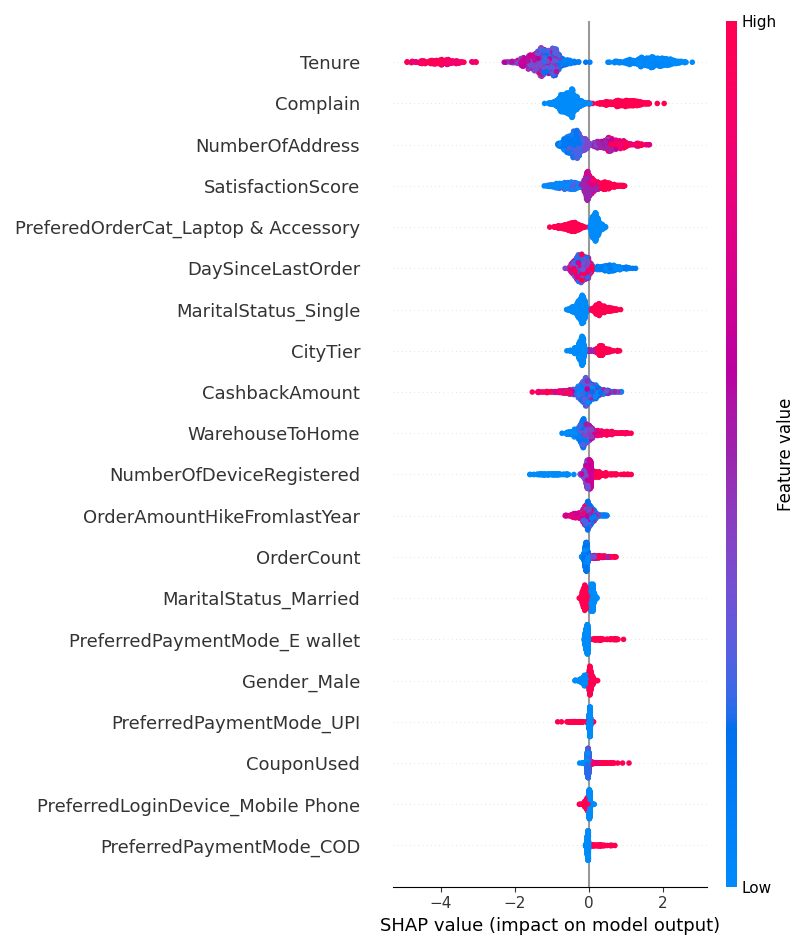 High
Tenure
Complain
NumberOfAddress
SatisfactionScore
PreferedOrderCat_Laptop & Accessory
DaySinceLastOrder
MaritalStatus_Single
CityTier
CashbackAmount
WarehouseToHome
NumberOfDeviceRegistered
OrderAmountHikeFromlastYear
OrderCount
MaritalStatus_Married
PreferredPaymentMode_E wallet
Gender_Male
PreferredPaymentMode_UPI
CouponUsed
PreferredLoginDevice_Mobile Phone
PreferredPaymentMode_COD
Feature value
Low
−4 −2 0 2
SHAP value (impact on model output)